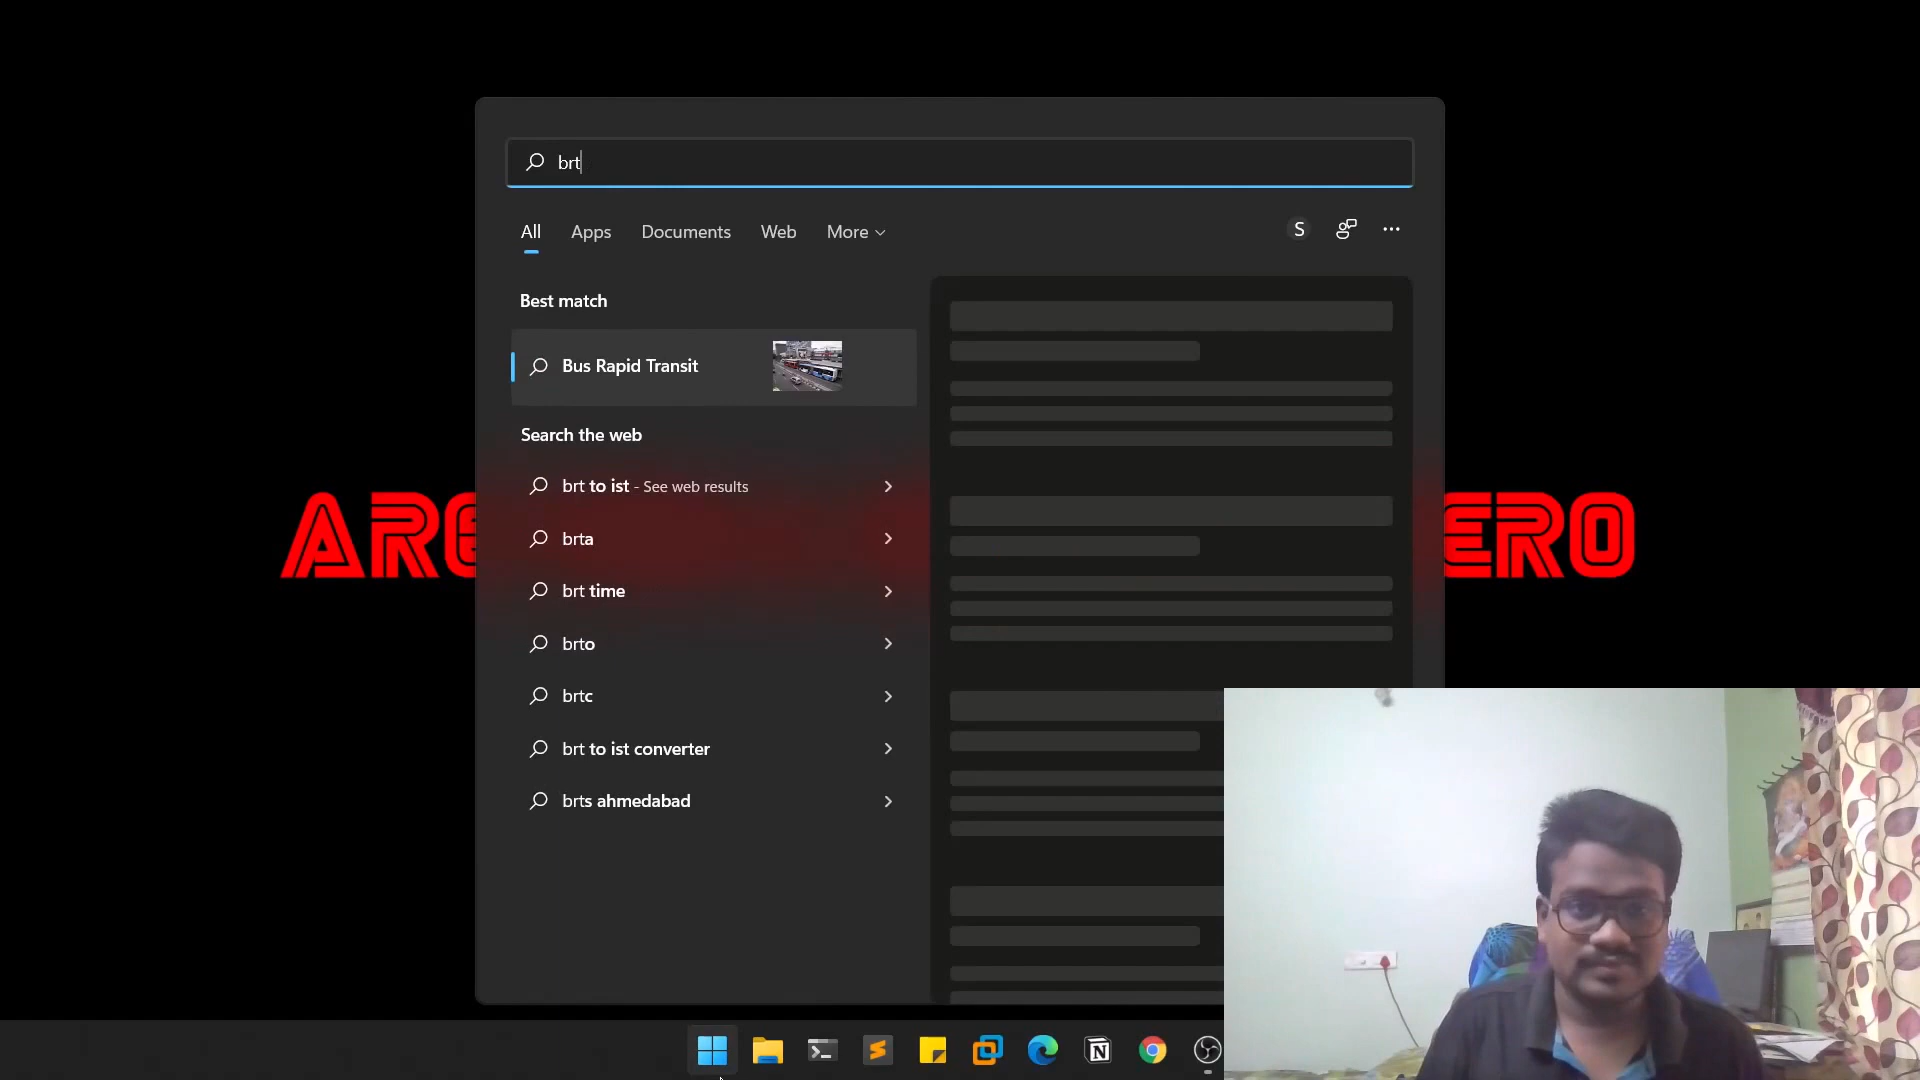 brt
All Apps Documents Web More
S
Best match
Bus Rapid Transit
Search the web
brt to ist - See web results
brta
brt time
brto
brtc
brt to ist converter
brts ahmedabad
AR
ERO